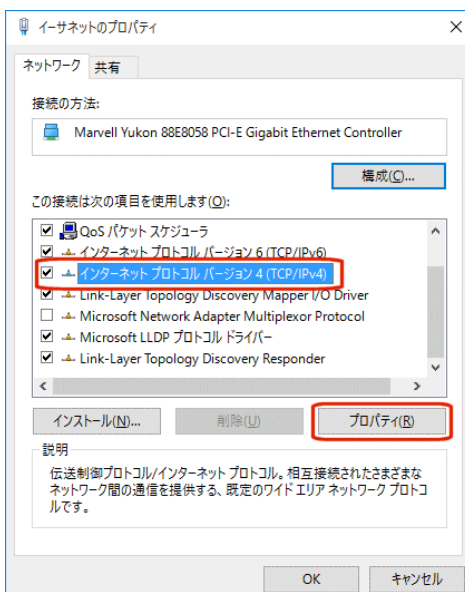 イーサネットのプロパティ
ネットワーク 共有
接続の方法:
Marvell Yukon 88E8058 PCI-E Gigabit Ethernet Controller
構成(C)...
この接続は次の項目を使用します(O):
QoS パケット スケジューラ
インターネット プロトコル バージョン 6 (TCP/IPv6)
インターネット プロトコル バージョン 4 (TCP/IPv4)
Link-Layer Topology Discovery Mapper I/O Driver
Microsoft Network Adapter Multiplexor Protocol
Microsoft LLDP プロトコル ドライバー
Link-Layer Topology Discovery Responder
インストール(N)... 削除(U) プロパティ(R)
説明
伝送制御プロトコル/インターネット プロトコル。相互接続されたさまざまな
ネットワーク間の通信を提供する、既定のワイド エリア ネットワーク プロトコ
ルです。
OK キャンセル